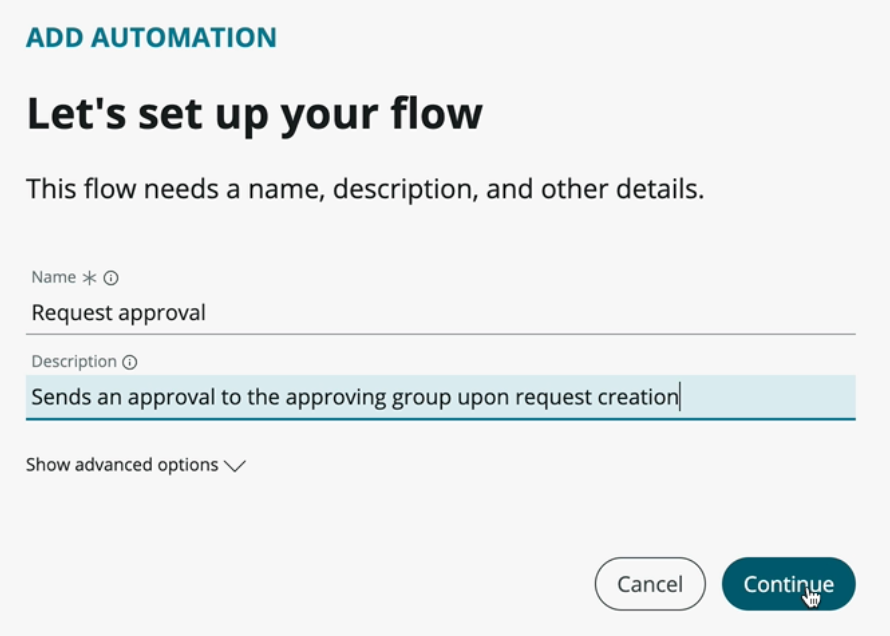 ADD AUTOMATION
Let's set up your flow
This flow needs a name, description, and other details.
Name *
Request approval
Description
Sends an approval to the approving group upon request creation
Show advanced options
Cancel Continue